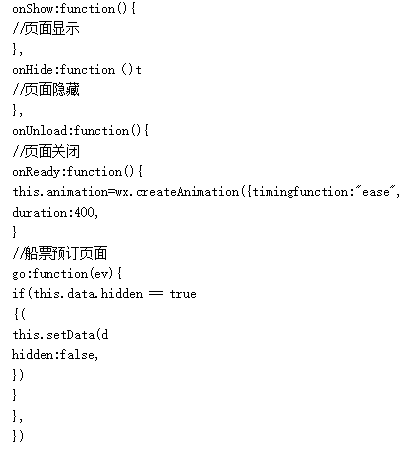 onShow:function(){
//页面显示
},
onHide:function ()t
//页面隐藏
},
onUnload:function(){
//页面关闭
onReady:function(){
this.animation=wx.createAnimation({timingfunction:"ease",
duration:400,
}
//船票预订页面
go:function(ev){
if(this.data.hidden == true
{(
this.setData(d
hidden:false,
})
}
},
})